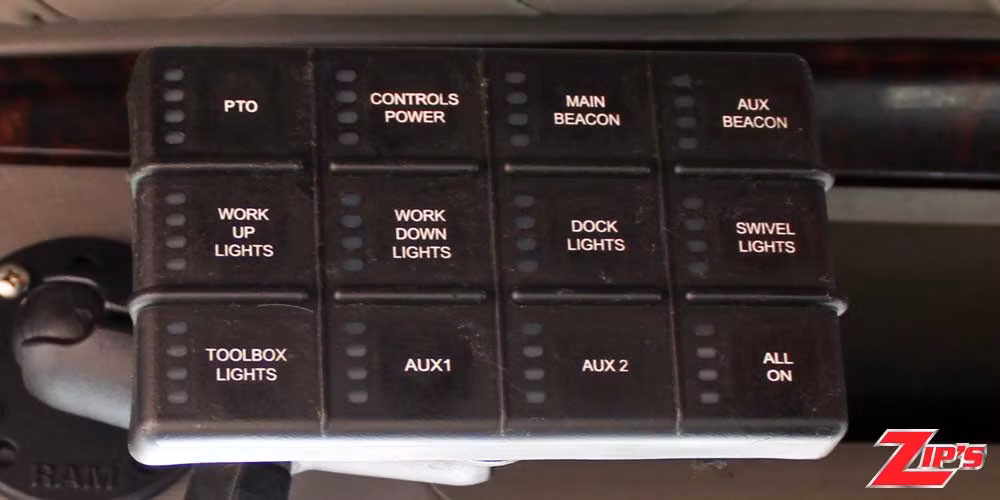 PTO
CONTROLS
POWER
MAIN
BEACON
AUX
BEACON
WORK
UP
LIGHTS
WORK
DOWN
LIGHTS
DOCK
LIGHTS
SWIVEL
LIGHTS
TOOLBOX
LIGHTS
AUX1
AUX 2
ALL
ON
RAM
ZIP'S